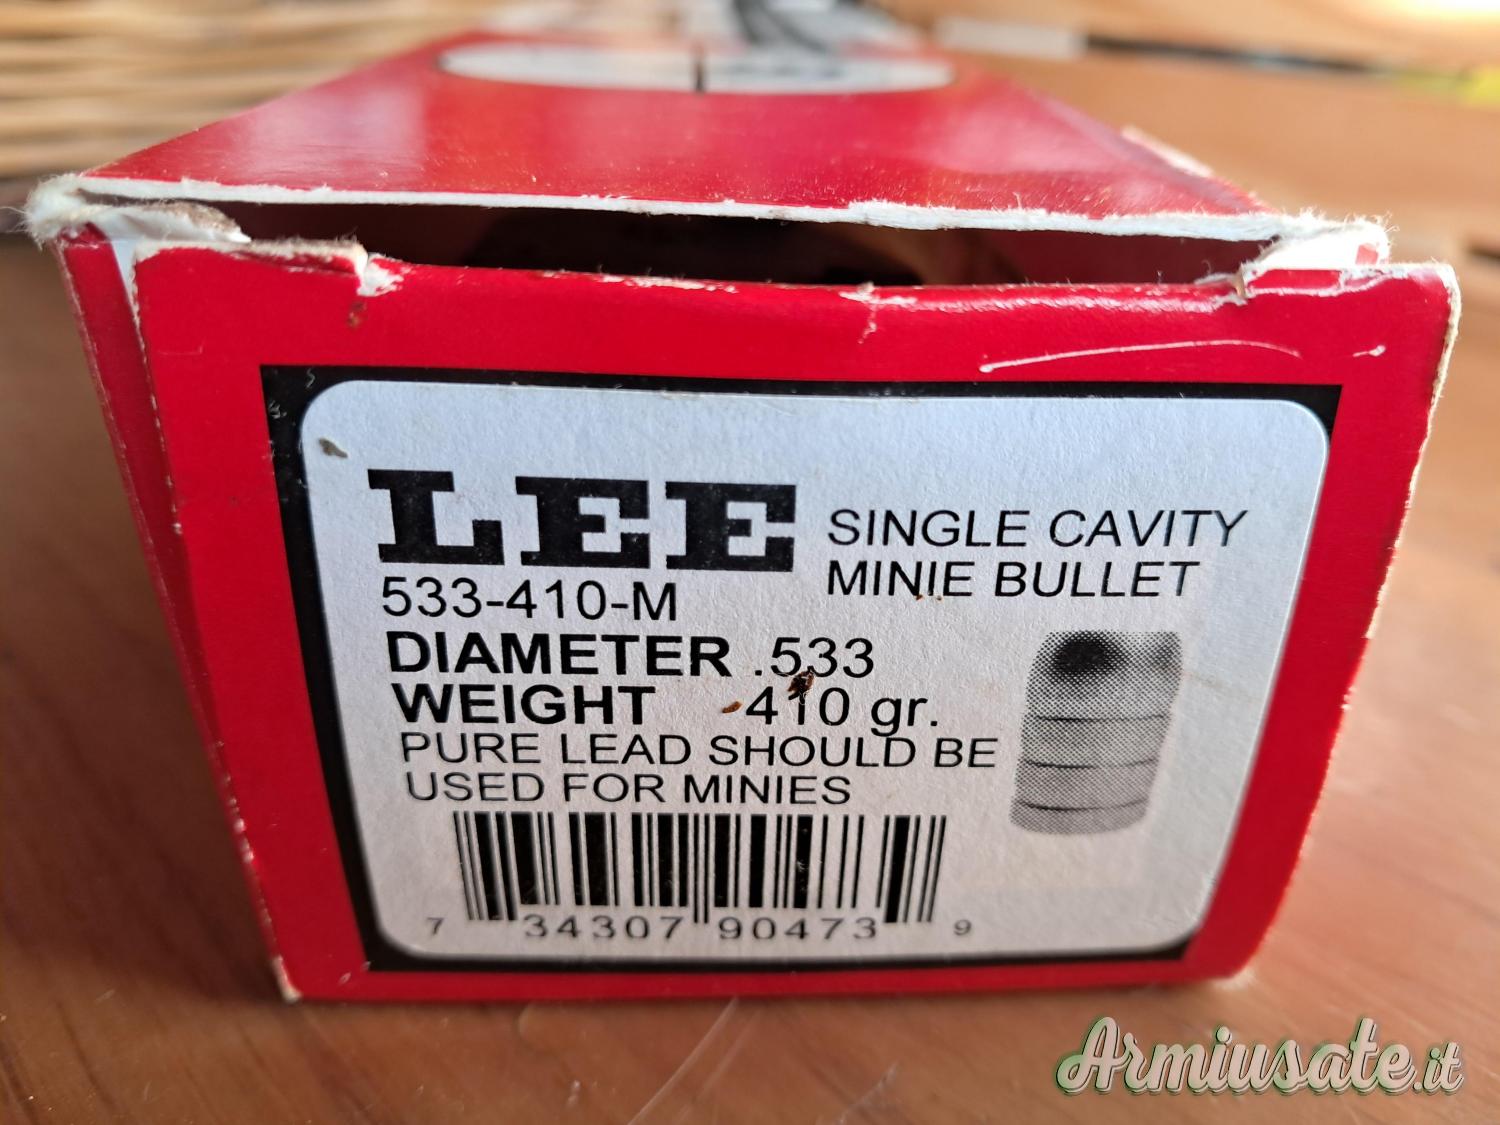 LEE
SINGLE CAVITY
MINIE BULLET
533-410-M
DIAMETER .533
WEIGHT 410 gr.
PURE LEAD SHOULD BE
USED FOR MINIES
7 34307 90473 9
Armiusate.it